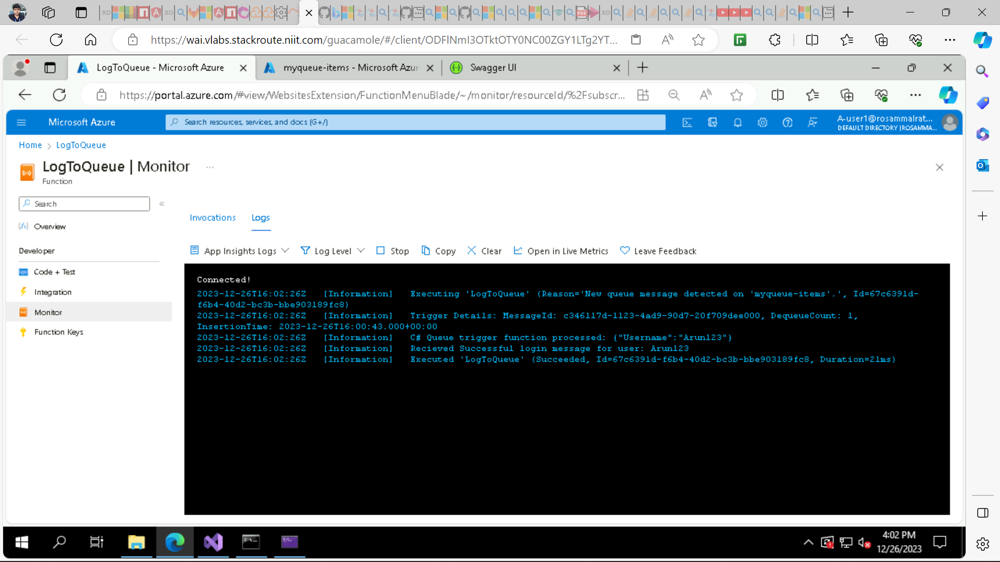 https://wai.vlabs.stackroute.niit.com/guacamole/#/client/ODFlNmI3OTktOTY0NC00ZGY1LTg2YT...
LogToQueue - Microsoft Azure
myqueue-items - Microsoft Azur
Swagger UI
https://portal.azure.com/#view/WebsitesExtension/FunctionMenuBlade/~/monitor/resourceId/%2Fsubscr...
Microsoft Azure
Search resources, services, and docs (G+/)
A-user1@rosammalrat...
DEFAULT DIRECTORY (ROSAMMA...
Home > LogToQueue
LogToQueue | Monitor ...
Function
Search
Overview
Developer
Code + Test
Integration
Monitor
Function Keys
Invocations Logs
App Insights Logs Log Level Stop Copy Clear Open in Live Metrics Leave Feedback
Connected!
2023-12-26T16:02:26Z [Information] Executing 'LogToQueue' (Reason='New queue message detected on 'myqueue-items'.', Id=67c6391d-
f6b4-40d2-bc3b-bbe903189fc8)
2023-12-26T16:02:26Z [Information] Trigger Details: MessageId: c346117d-1123-4ad9-90d7-20f709dee000, DequeueCount: 1,
InsertionTime: 2023-12-26T16:00:43.000+00:00
2023-12-26T16:02:26Z [Information] C# Queue trigger function processed: {"Username":"Arun123"}
2023-12-26T16:02:26Z [Information] Recieved Successful login message for user: Arun123
2023-12-26T16:02:26Z [Information] Executed 'LogToQueue' (Succeeded, Id=67c6391d-f6b4-40d2-bc3b-bbe903189fc8, Duration=21ms)
4:02 PM
12/26/2023